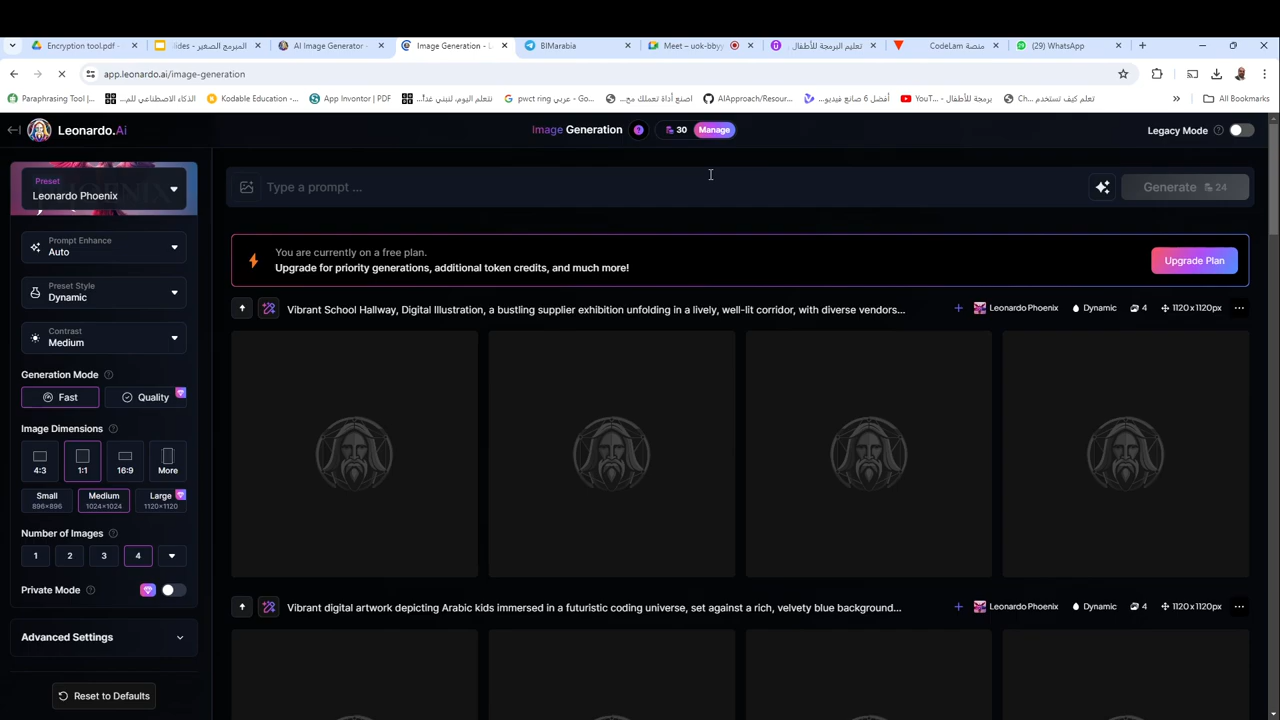 Encryption tool.pdf -
المبرمج الصغير - ides
AI Image Generator -
Image Generation - L
BIMarabia
Meet – uok-bbyy
تعليم البرمجة للأطفال
منصة CodeLam
(29) WhatsApp
app.leonardo.ai/image-generation
Paraphrasing Tool |...
الذكاء الاصطناعي للم...
Kodable Education -...
App Inventor | PDF
نتعلم اليوم، لنبني غداً...
pwct ring عربي - Go...
اصنع أداة تعملك مح...
AIApproach/Resour...
أفضل 6 صانع فيديو...
برمجة للأطفال - YouT...
Ch... تعلم كيف تستخدم
All Bookmarks
Leonardo.Ai
Image Generation
30
Manage
Legacy Mode
Preset
Leonardo Phoenix
Type a prompt ...
Generate 24
Prompt Enhance
Auto
You are currently on a free plan.
Upgrade for priority generations, additional token credits, and much more!
Upgrade Plan
Preset Style
Dynamic
Vibrant School Hallway, Digital Illustration, a bustling supplier exhibition unfolding in a lively, well-lit corridor, with diverse vendors...
Leonardo Phoenix
Dynamic
4
1120 x 1120px
Contrast
Medium
Generation Mode
Fast
Quality
Image Dimensions
4:3
1:1
16:9
More
Small
896×896
Medium
1024×1024
Large
1120×1120
Number of Images
1
2
3
4
Private Mode
Vibrant digital artwork depicting Arabic kids immersed in a futuristic coding universe, set against a rich, velvety blue background...
Leonardo Phoenix
Dynamic
4
1120 x 1120px
Advanced Settings
Reset to Defaults